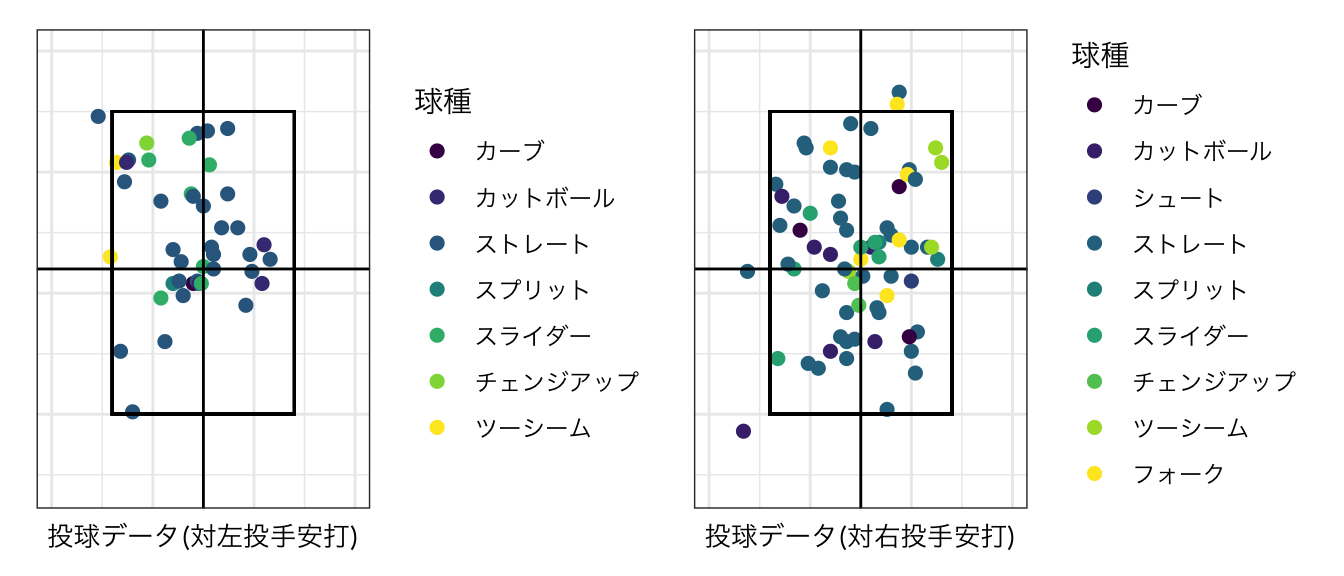 球種
カーブ
カットボール
ストレート
スプリット
スライダー
チェンジアップ
ツーシーム
投球データ(対左投手安打)
球種
カーブ
カットボール
シュート
ストレート
スプリット
スライダー
チェンジアップ
ツーシーム
フォーク
投球データ(対右投手安打)